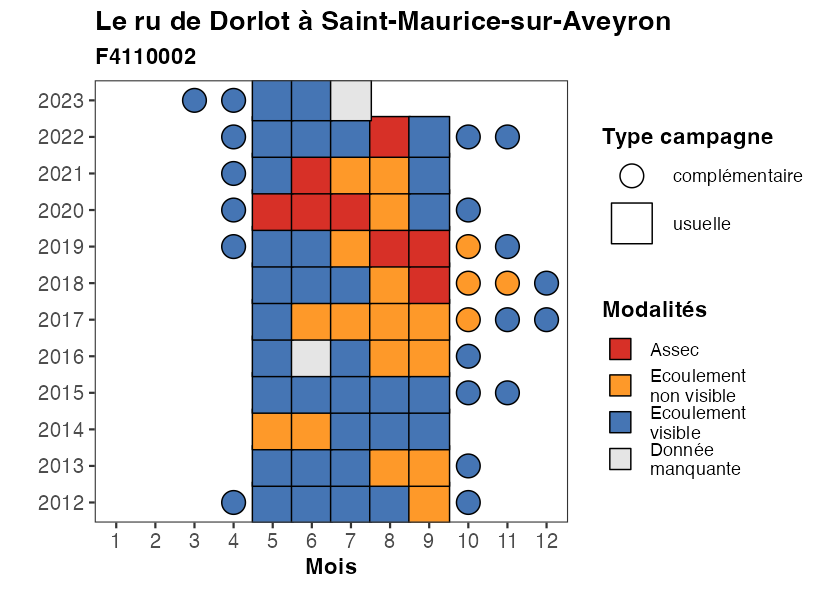 Le ru de Dorlot à Saint-Maurice-sur-Aveyron
F4110002
2023
2022
2021
2020
2019
2018
2017
2016
2015
2014
2013
2012
1 2 3 4 5 6 7 8 9 10 11 12
Mois
Type campagne
complémentaire
usuelle
Modalités
Assec
Ecoulement
non visible
Ecoulement
visible
Donnée
manquante